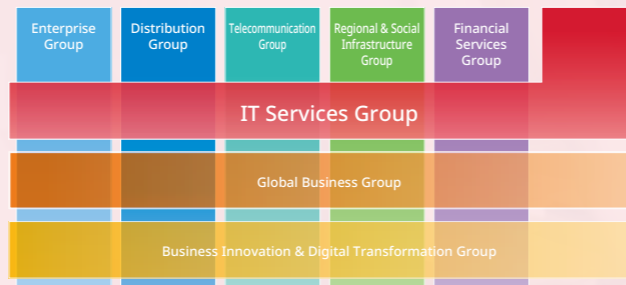 Enterprise
Group
Distribution
Group
Telecommunication
Group
Regional & Social
Infrastructure
Group
Financial
Services
Group
IT Services Group
Global Business Group
Business Innovation & Digital Transformation Group